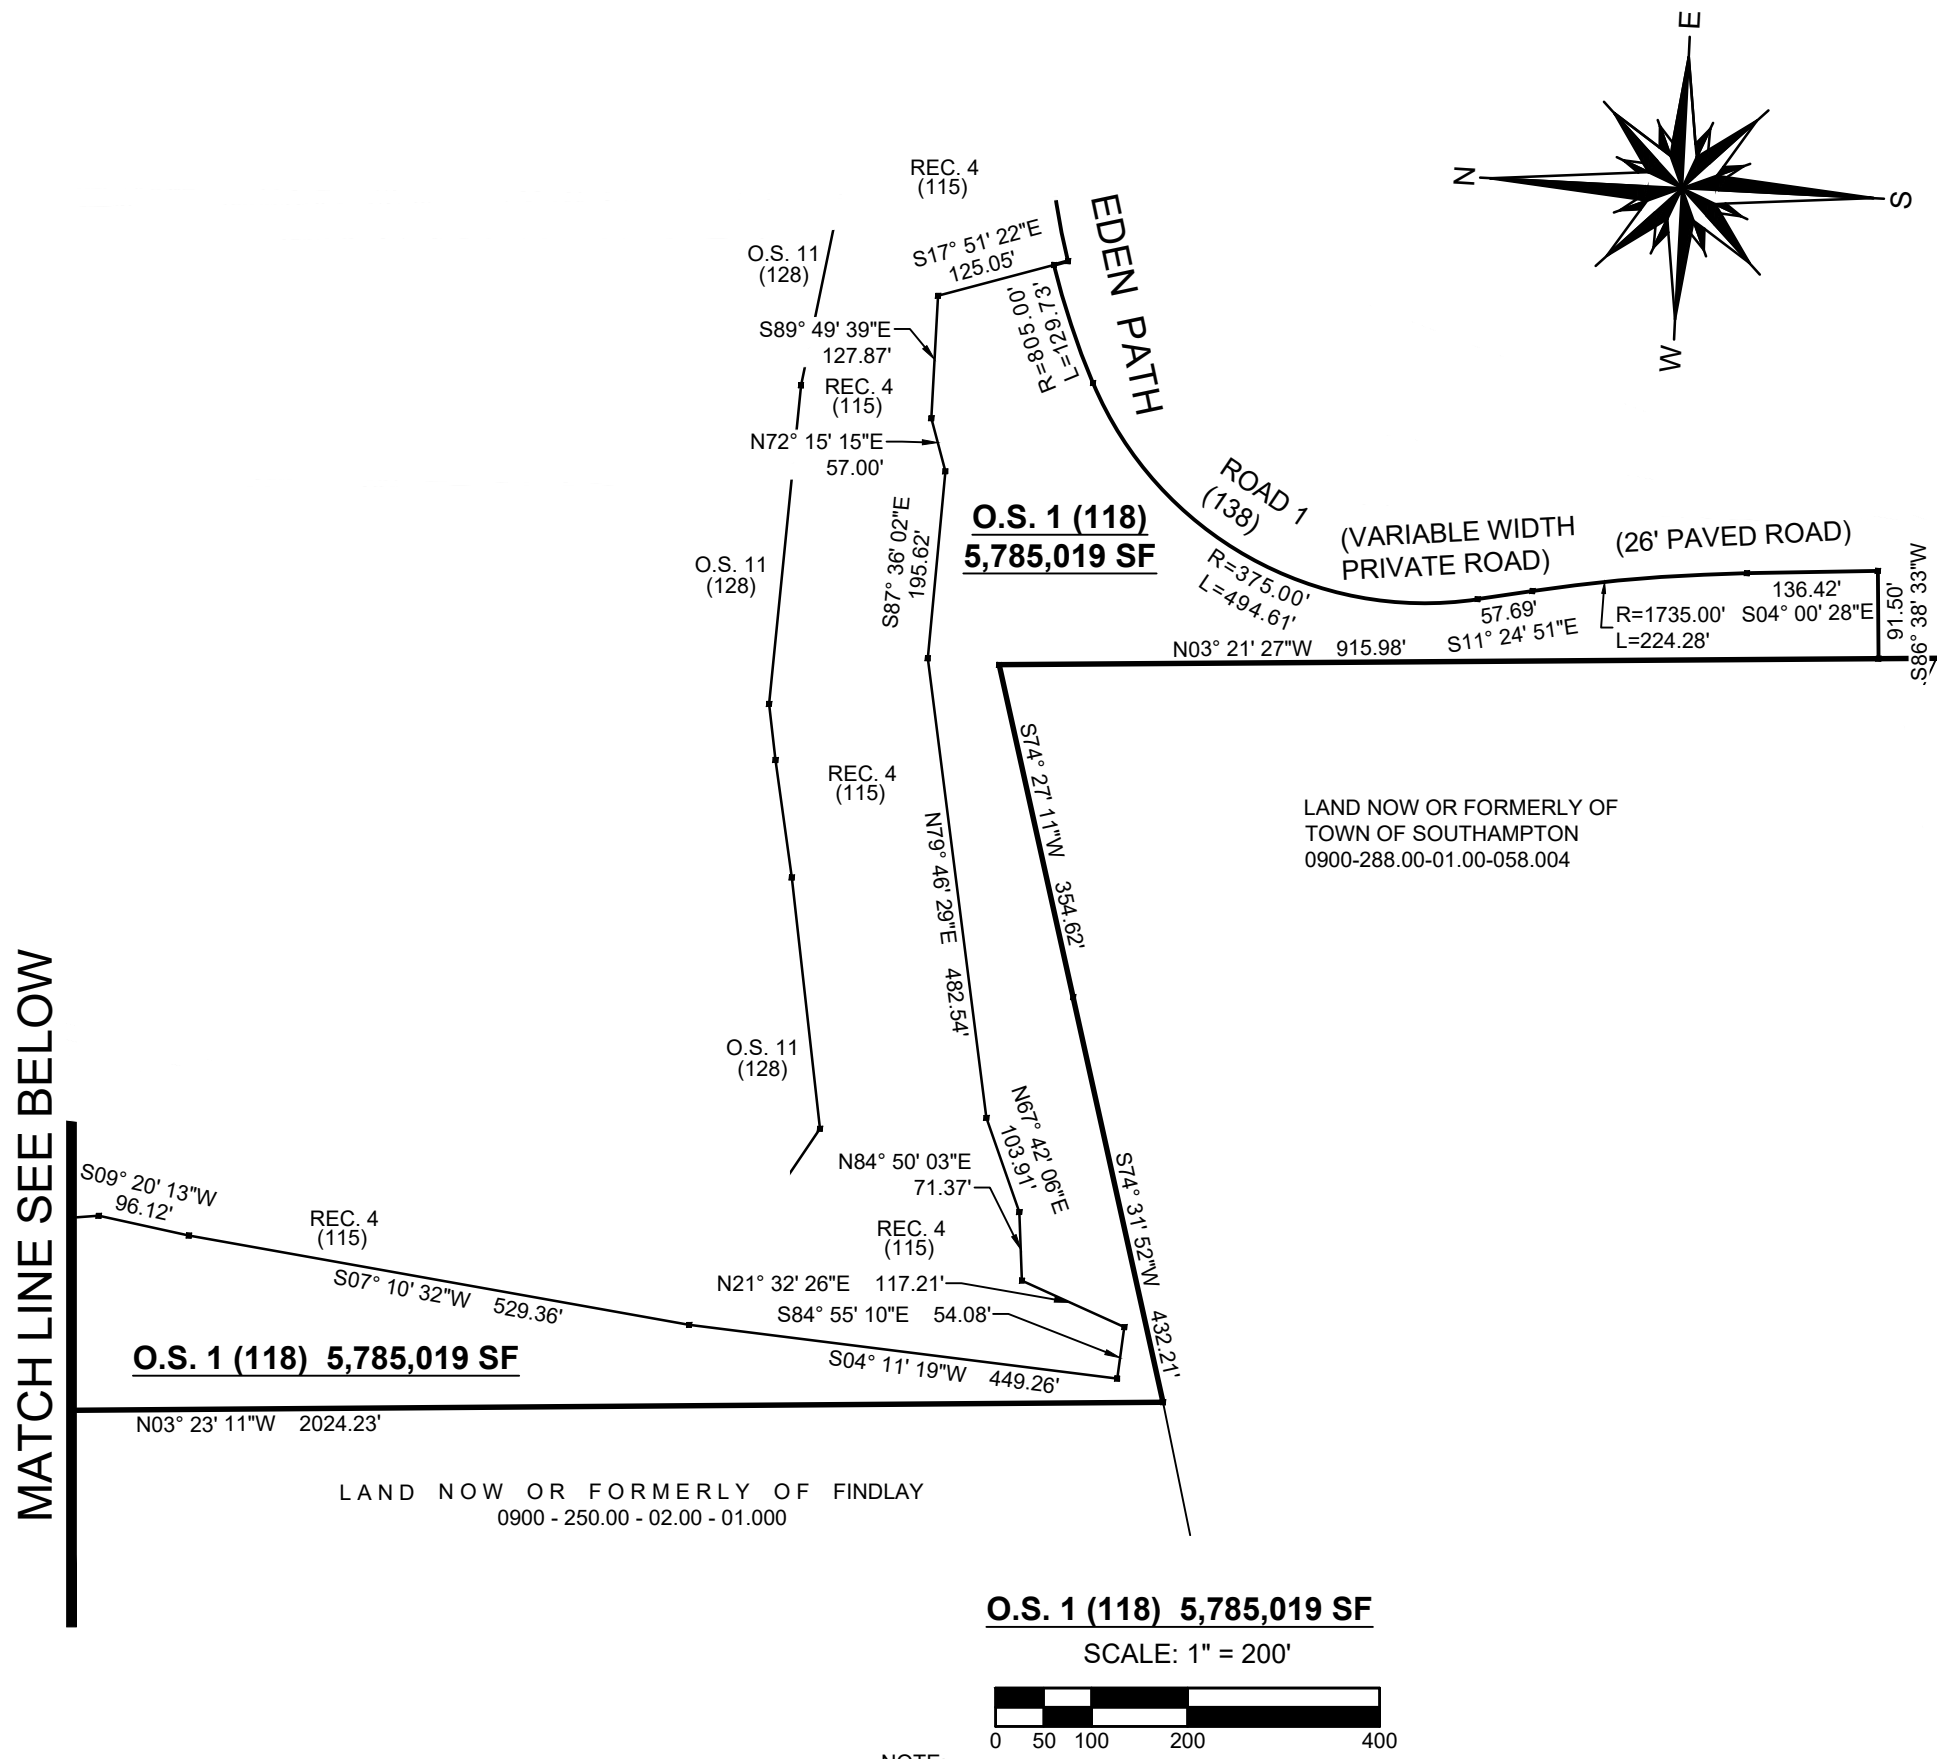 E
N
S
W
REC. 4
(115)
EDEN PATH
O.S. 11
(128)
S17° 51' 22"E
125.05'
R=805.00'
L=129.73'
S89° 49' 39"E
127.87'
REC. 4
(115)
N72° 15' 15"E
57.00'
S87° 36' 02"E
195.62'
O.S. 1 (118)
5,785,019 SF
ROAD 1
(138)
R=375.00'
L=494.61'
(VARIABLE WIDTH
PRIVATE ROAD)
(26' PAVED ROAD)
57.69'
S11° 24' 51"E
R=1735.00'
L=224.28'
136.42'
S04° 00' 28"E
91.50'
S86° 38' 33"W
O.S. 11
(128)
N03° 21' 27"W 915.98'
S74° 27' 11"W 354.62'
REC. 4
(115)
LAND NOW OR FORMERLY OF
TOWN OF SOUTHAMPTON
0900-288.00-01.00-058.004
N79° 46' 29"E 482.54'
O.S. 11
(128)
N67° 42' 06"E
103.91'
N84° 50' 03"E
71.37'
S74° 31' 52"W 432.21'
MATCH LINE SEE BELOW
S09° 20' 13"W
96.12'
REC. 4
(115)
REC. 4
(115)
S07° 10' 32"W 529.36'
N21° 32' 26"E 117.21'
S84° 55' 10"E 54.08'
O.S. 1 (118) 5,785,019 SF
S04° 11' 19"W 449.26'
N03° 23' 11"W 2024.23'
LAND NOW OR FORMERLY OF FINDLAY
0900 - 250.00 - 02.00 - 01.000
O.S. 1 (118) 5,785,019 SF
SCALE: 1" = 200'
0 50 100 200 400